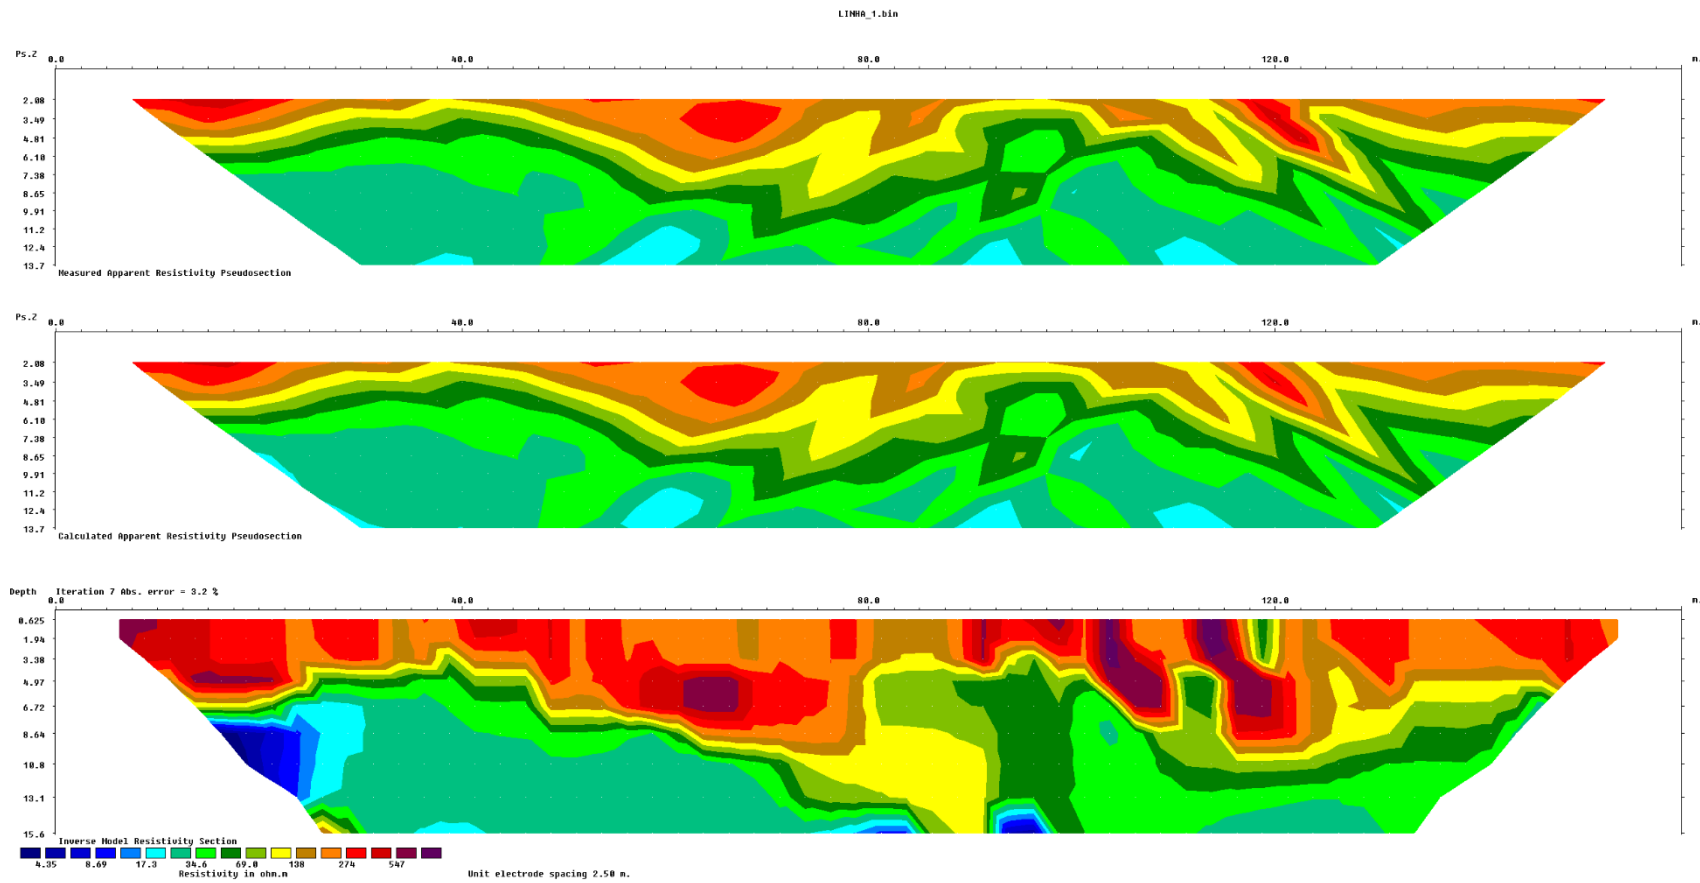 LINHA_1.bin
Ps.Z 0.0 40.0 80.0 120.0 m.
2.08
3.49
4.81
6.18
7.38
8.65
9.91
11.2
12.4
13.7
Measured Apparent Resistivity Pseudosection
Ps.Z 0.0 40.0 80.0 120.0 m.
2.08
3.49
4.81
6.18
7.38
8.65
9.91
11.2
12.4
13.7
Calculated Apparent Resistivity Pseudosection
Depth Iteration 7 Abs. error = 3.2 %
0.0 40.0 80.0 120.0 m.
0.625
1.94
3.38
4.97
6.72
8.64
10.8
13.1
15.6
Inverse Model Resistivity Section
4.35 8.69 17.3 34.6 69.0 138 274 547
Resistivity in ohm.m Unit electrode spacing 2.50 m.